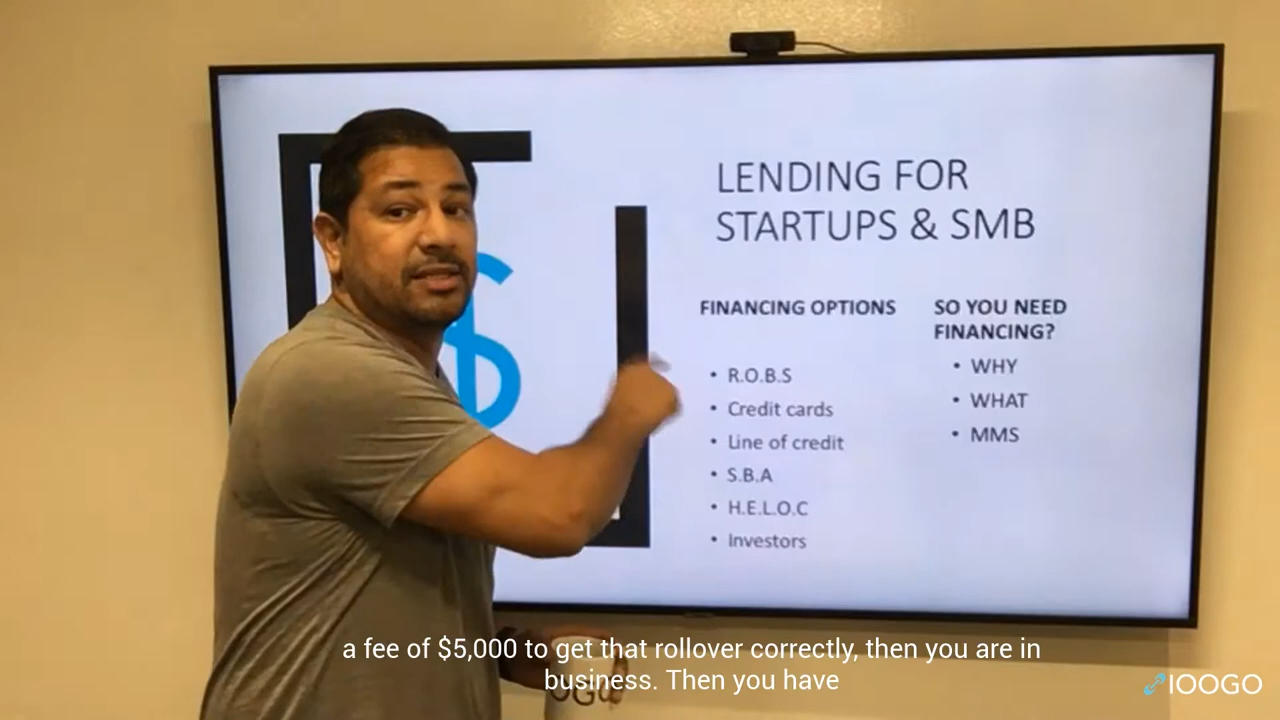 LENDING FOR
STARTUPS & SMB
FINANCING OPTIONS
• R.O.B.S
• Credit cards
• Line of credit
• S.B.A
• H.E.L.O.C
• Investors
SO YOU NEED
FINANCING?
• WHY
• WHAT
• MMS
a fee of $5,000 to get that rollover correctly, then you are in
business. Then you have
IOOGO